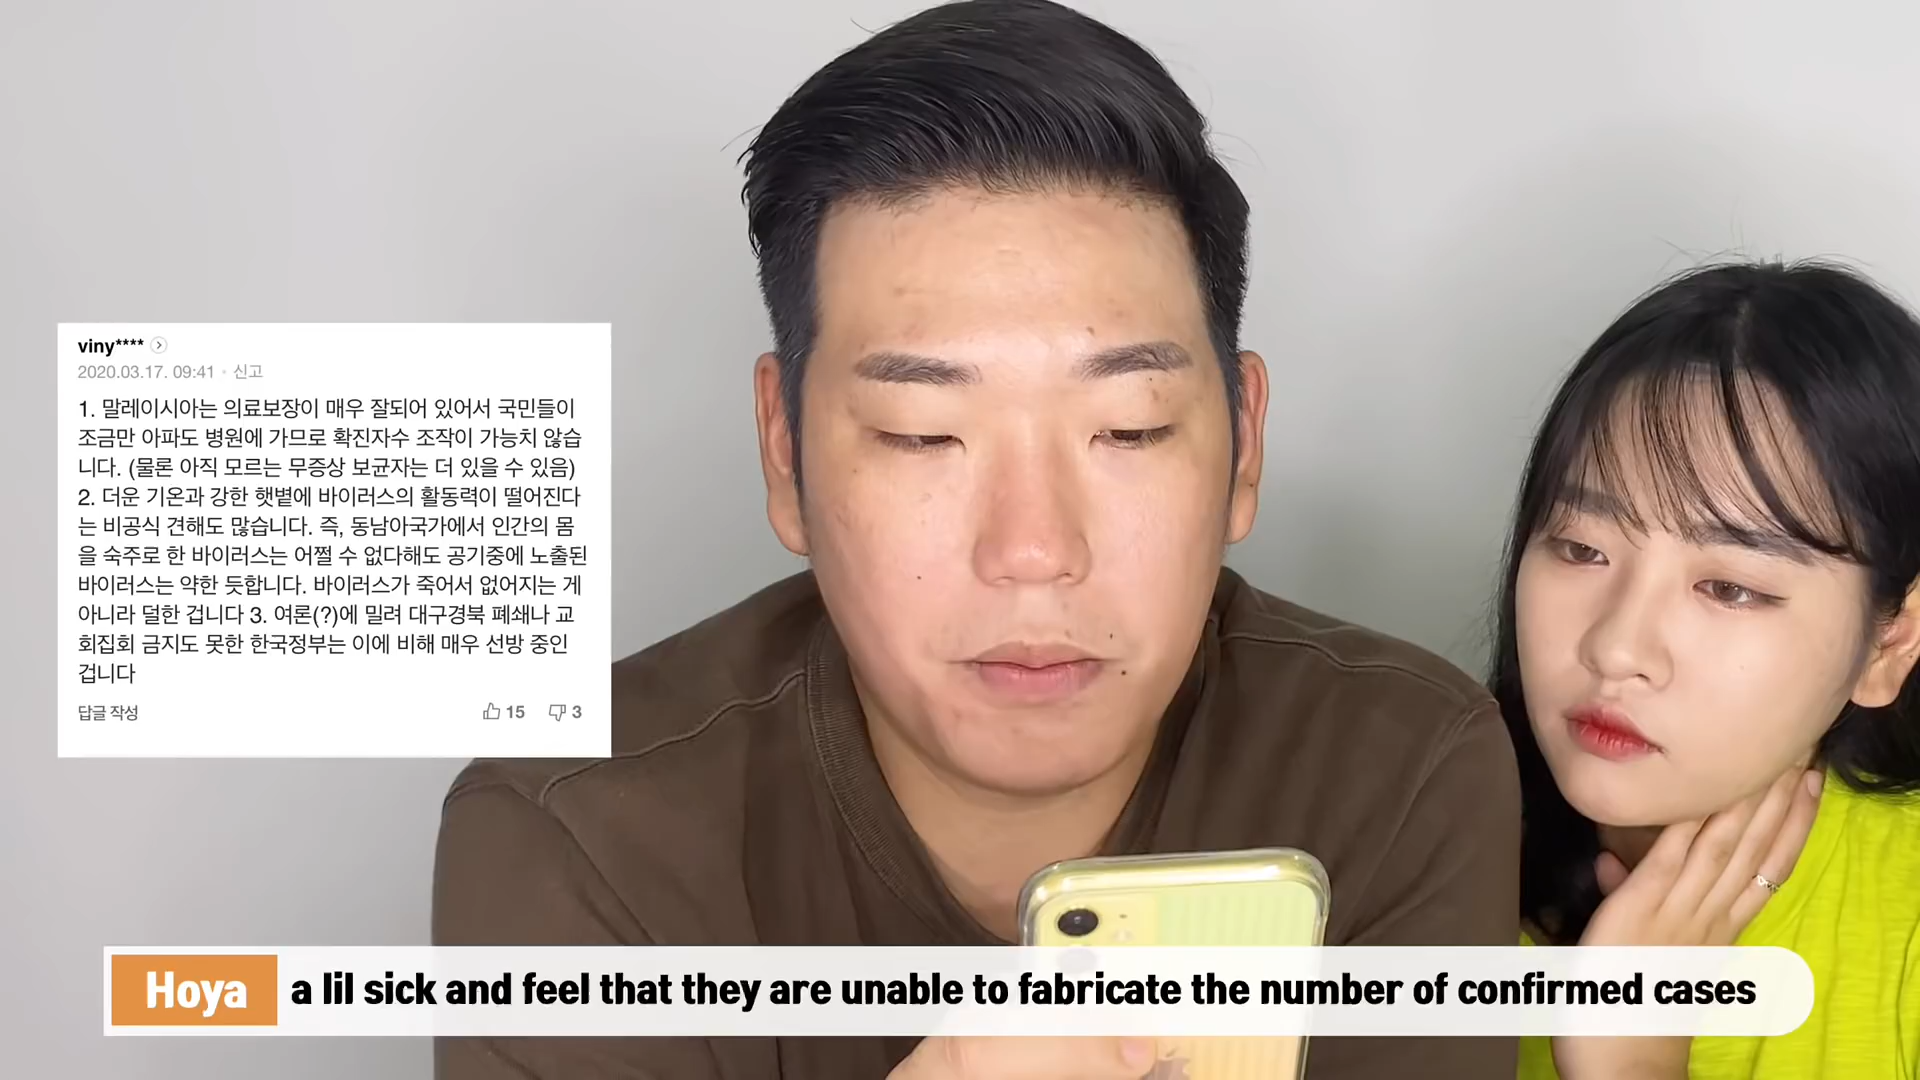 viny****
2020.03.17. 09:41 · 신고
1. 말레이시아는 의료보장이 매우 잘되어 있어서 국민들이
조금만 아파도 병원에 가므로 확진자수 조작이 가능치 않습
니다. (물론 아직 모르는 무증상 보균자는 더 있을 수 있음)
2. 더운 기온과 강한 햇볕에 바이러스의 활동력이 떨어진다
는 비공식 견해도 많습니다. 즉, 동남아국가에서 인간의 몸
을 숙주로 한 바이러스는 어쩔 수 없다해도 공기중에 노출된
바이러스는 약한 듯합니다. 바이러스가 죽어서 없어지는 게
아니라 덜한 겁니다 3. 여론(?)에 밀려 대구경북 폐쇄나 교
회집회 금지도 못한 한국정부는 이에 비해 매우 선방 중인
겁니다
답글 작성 15 3
Hoya a lil sick and feel that they are unable to fabricate the number of confirmed cases